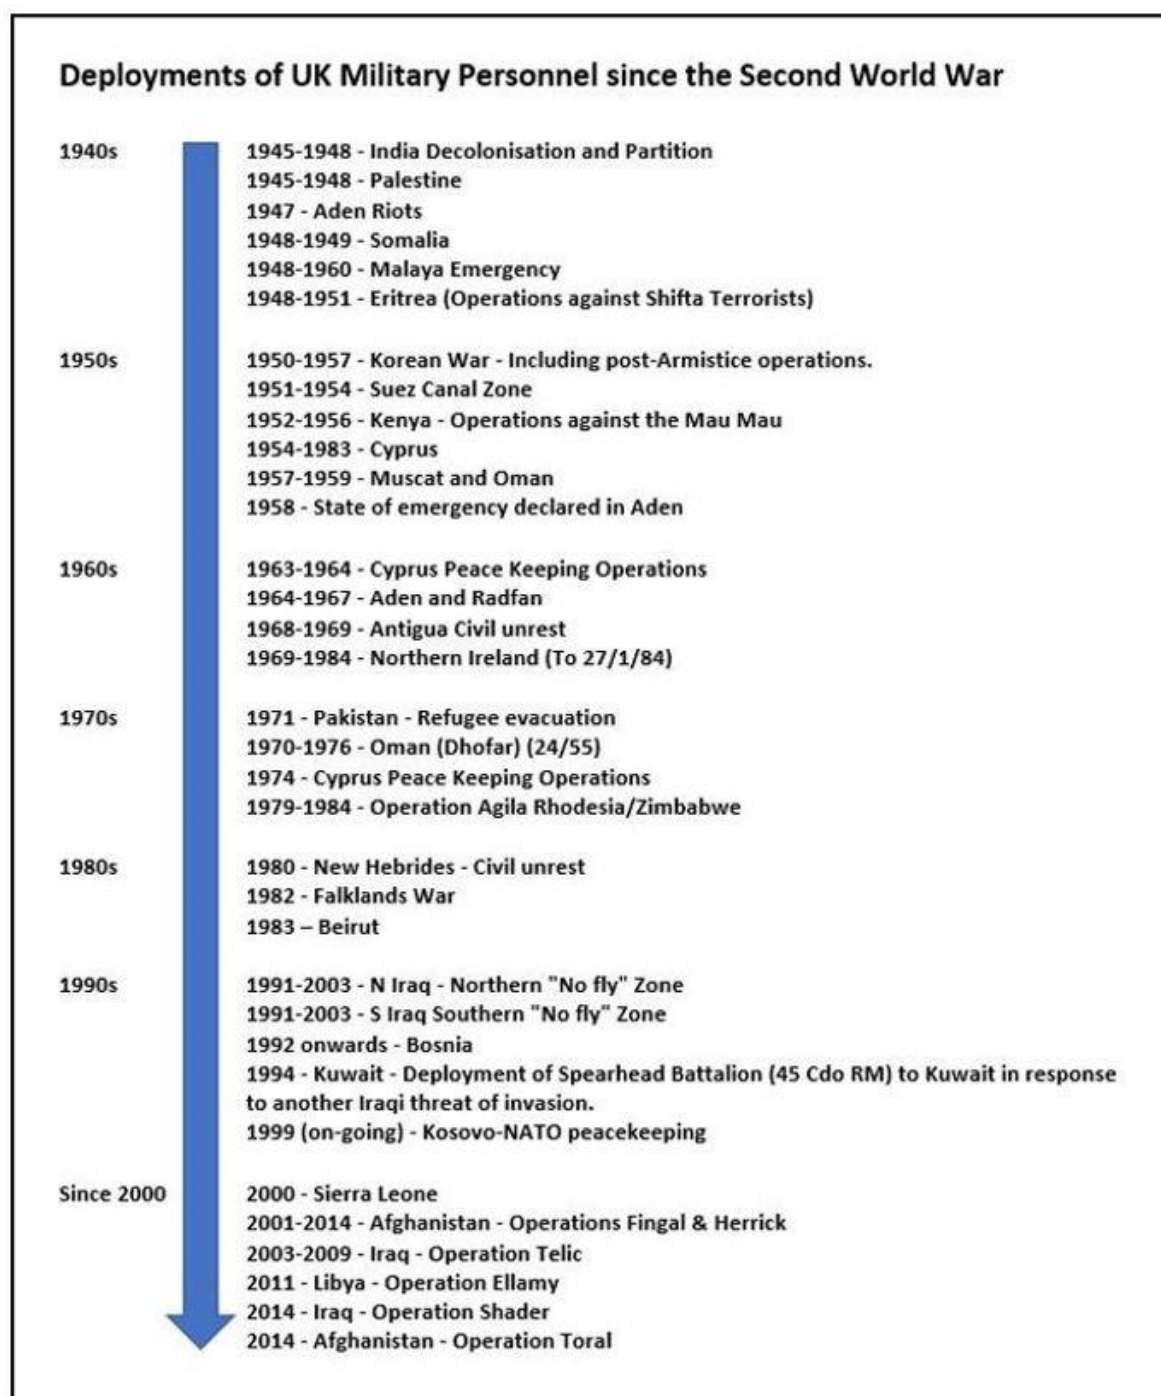 Deployments of UK Military Personnel since the Second World War
1940s
1945-1948 - India Decolonisation and Partition
1945-1948 - Palestine
1947 - Aden Riots
1948-1949 - Somalia
1948-1960 - Malaya Emergency
1948-1951 - Eritrea (Operations against Shifta Terrorists)
1950s
1950-1957 - Korean War - Including post-Armistice operations.
1951-1954 - Suez Canal Zone
1952-1956 - Kenya - Operations against the Mau Mau
1954-1983 - Cyprus
1957-1959 - Muscat and Oman
1958 - State of emergency declared in Aden
1960s
1963-1964 - Cyprus Peace Keeping Operations
1964-1967 - Aden and Radfan
1968-1969 - Antigua Civil unrest
1969-1984 - Northern Ireland (To 27/1/84)
1970s
1971 - Pakistan - Refugee evacuation
1970-1976 - Oman (Dhofar) (24/55)
1974 - Cyprus Peace Keeping Operations
1979-1984 - Operation Agila Rhodesia/Zimbabwe
1980s
1980 - New Hebrides - Civil unrest
1982 - Falklands War
1983 – Beirut
1990s
1991-2003 - N Iraq - Northern "No fly" Zone
1991-2003 - S Iraq Southern "No fly" Zone
1992 onwards - Bosnia
1994 - Kuwait - Deployment of Spearhead Battalion (45 Cdo RM) to Kuwait in response
to another Iraqi threat of invasion.
1999 (on-going) - Kosovo-NATO peacekeeping
Since 2000
2000 - Sierra Leone
2001-2014 - Afghanistan - Operations Fingal & Herrick
2003-2009 - Iraq - Operation Telic
2011 - Libya - Operation Ellamy
2014 - Iraq - Operation Shader
2014 - Afghanistan - Operation Toral